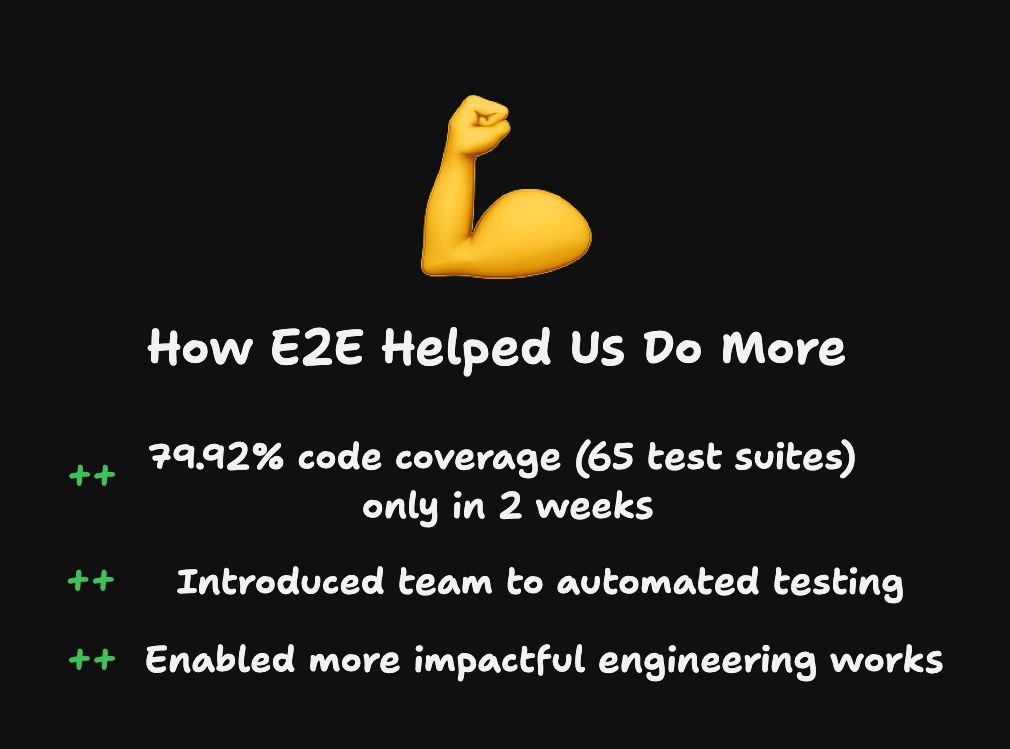 How E2E Helped Us Do More
++ 79.92% code coverage (65 test suites)
only in 2 weeks
++ Introduced team to automated testing
++ Enabled more impactful engineering works